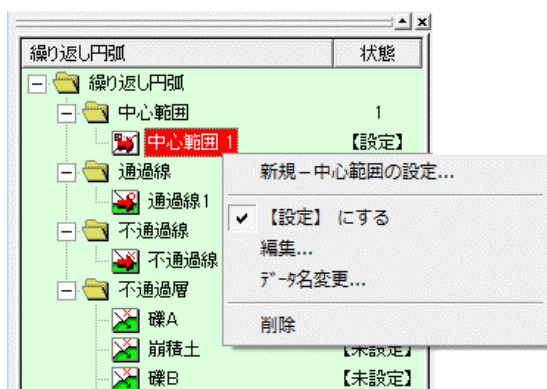 繰り返し円弧 状態
繰り返し円弧
中心範囲 1
中心範囲 1 【設定】
通過線
通過線1
不通過線
不通過線
不通過層
礫A
崩積土 【未設定】
礫B 【未設定】
新規－中心範囲の設定...
【設定】 にする
編集...
ﾃﾞｰﾀ名変更...
削除